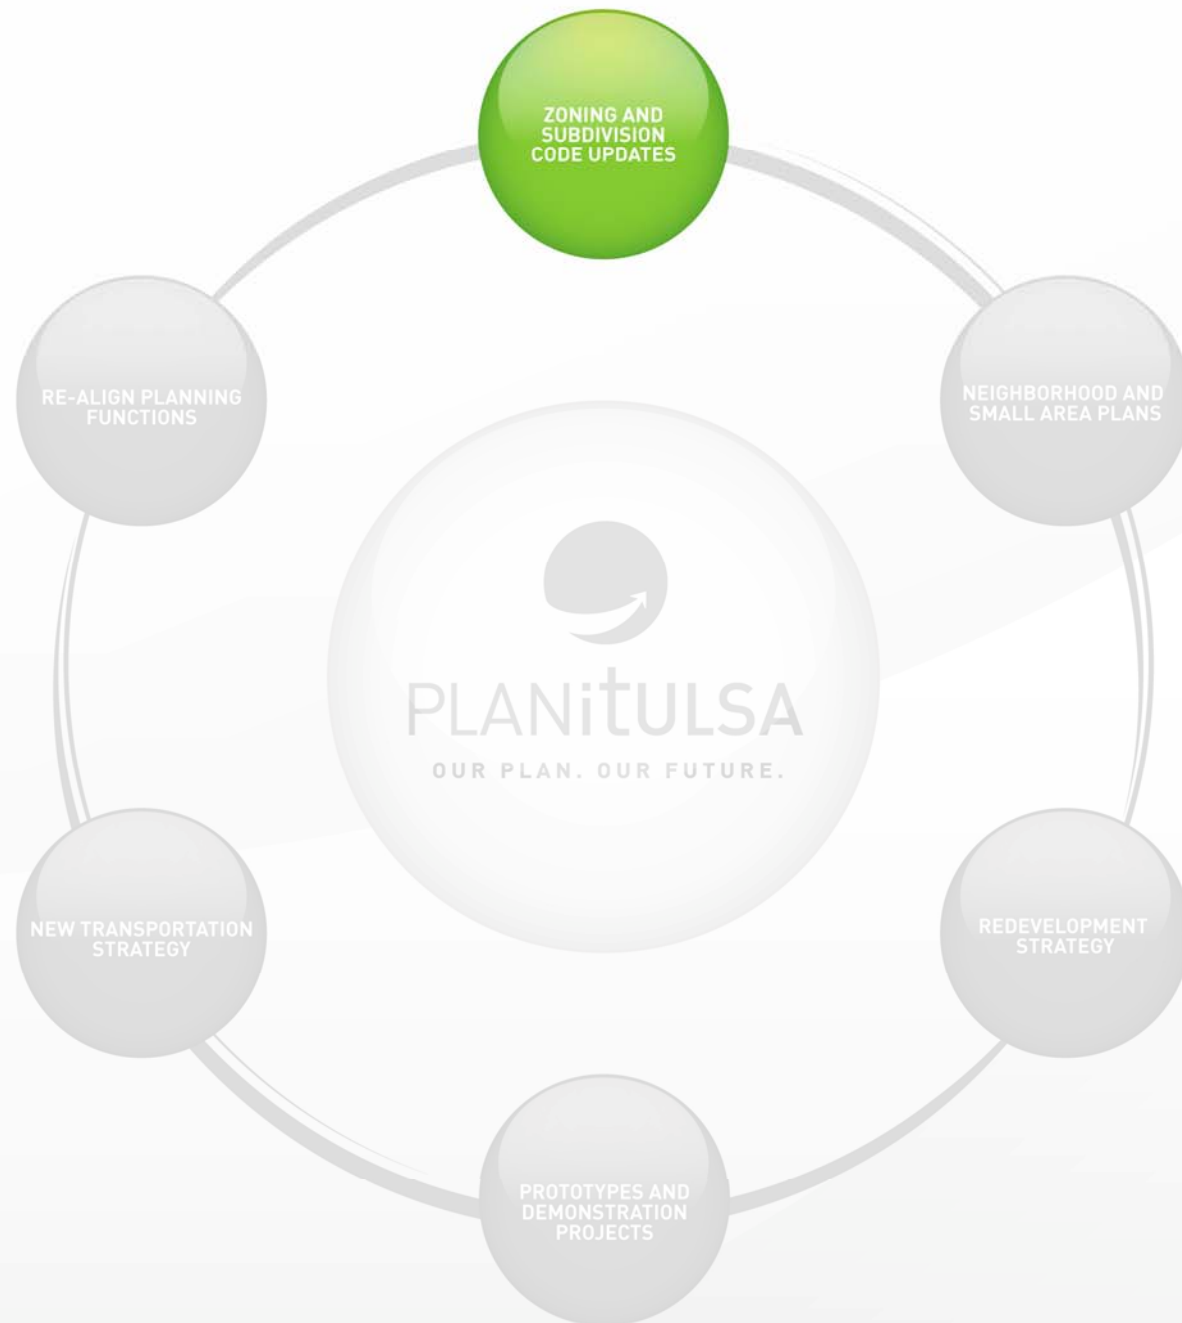 ZONING AND
SUBDIVISION
CODE UPDATES
RE-ALIGN PLANNING
FUNCTIONS
NEIGHBORHOOD AND
SMALL AREA PLANS
PLANiTULSA
OUR PLAN. OUR FUTURE.
NEW TRANSPORTATION
STRATEGY
REDEVELOPMENT
STRATEGY
PROTOTYPES AND
DEMONSTRATION
PROJECTS